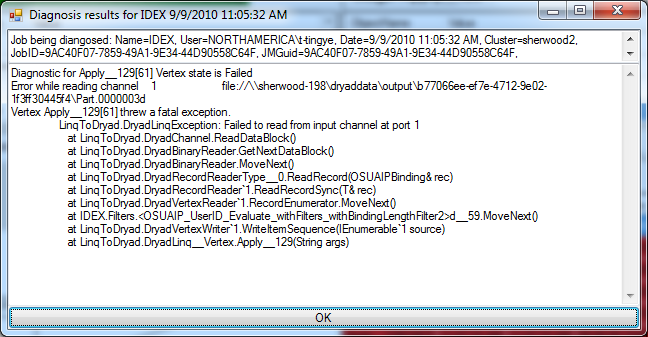 Diagnosis results for IDEX 9/9/2010 11:05:32 AM
Job being diangosed: Name=IDEX, User=NORTHAMERICA\t-tingye, Date=9/9/2010 11:05:32 AM, Cluster=sherwood2,
JobID=9AC40F07-7859-49A1-9E34-44D90558C64F, JMGuid=9AC40F07-7859-49A1-9E34-44D90558C64F,
Diagnostic for Apply__129[61] Vertex state is Failed
Error while reading channel 1 file://\\sherwood-198\dryaddata\output\b77066ee-ef7e-4712-9e02-
1f3ff30445f4\Part.0000003d
Vertex Apply__129[61] threw a fatal exception.
LinqToDryad.DryadLinqException: Failed to read from input channel at port 1
at LinqToDryad.DryadChannel.ReadDataBlock()
at LinqToDryad.DryadBinaryReader.GetNextDataBlock()
at LinqToDryad.DryadBinaryReader.MoveNext()
at LinqToDryad.DryadRecordReaderType__0.ReadRecord(OSUAIPBinding& rec)
at LinqToDryad.DryadRecordReader`1.ReadRecordSync(T& rec)
at LinqToDryad.DryadVertexReader`1.RecordEnumerator.MoveNext()
at IDEX.Filters.<OSUAIP_UserID_Evaluate_withFilters_withBindingLengthFilter2>d__59.MoveNext()
at LinqToDryad.DryadVertexWriter`1.WriteItemSequence(IEnumerable`1 source)
at LinqToDryad.DryadLinq__Vertex.Apply__129(String args)
OK